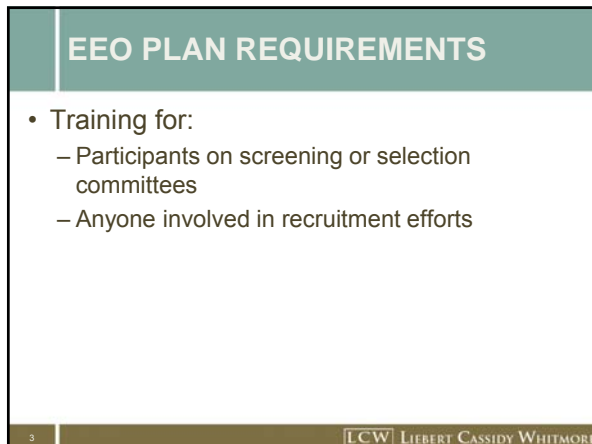 EEO PLAN REQUIREMENTS
• Training for:
– Participants on screening or selection
committees
– Anyone involved in recruitment efforts
3
LCW LIEBERT CASSIDY WHITMORE